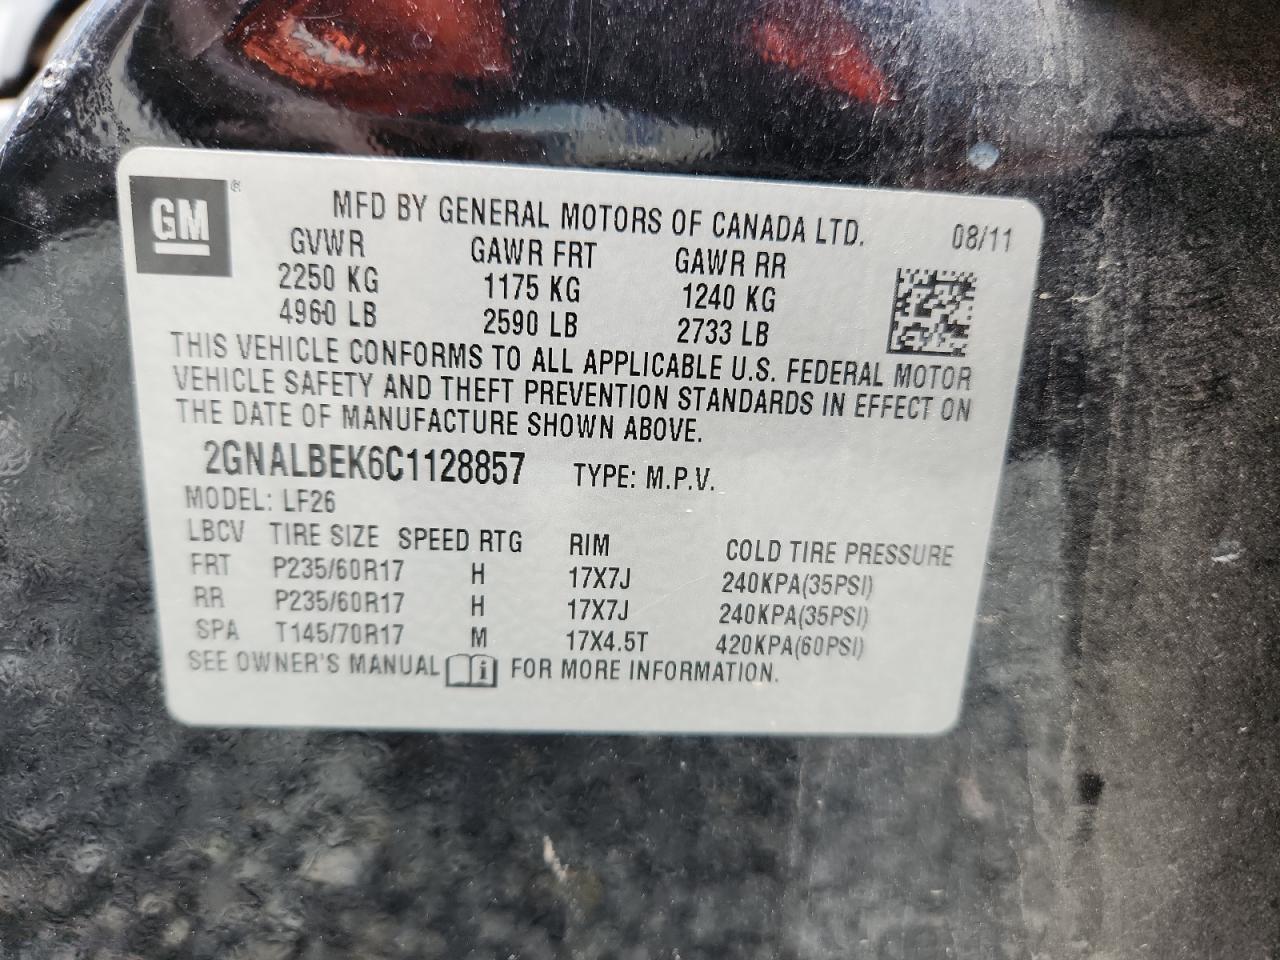 GM ®
MFD BY GENERAL MOTORS OF CANADA LTD. 08/11
GVWR GAWR FRT GAWR RR
2250 KG 1175 KG 1240 KG
4960 LB 2590 LB 2733 LB
THIS VEHICLE CONFORMS TO ALL APPLICABLE U.S. FEDERAL MOTOR
VEHICLE SAFETY AND THEFT PREVENTION STANDARDS IN EFFECT ON
THE DATE OF MANUFACTURE SHOWN ABOVE.
2GNALBEK6C1128857 TYPE: M.P.V.
MODEL: LF26
LBCV TIRE SIZE SPEED RTG RIM COLD TIRE PRESSURE
FRT P235/60R17 H 17X7J 240KPA(35PSI)
RR P235/60R17 H 17X7J 240KPA(35PSI)
SPA T145/70R17 M 17X4.5T 420KPA(60PSI)
SEE OWNER'S MANUAL i FOR MORE INFORMATION.